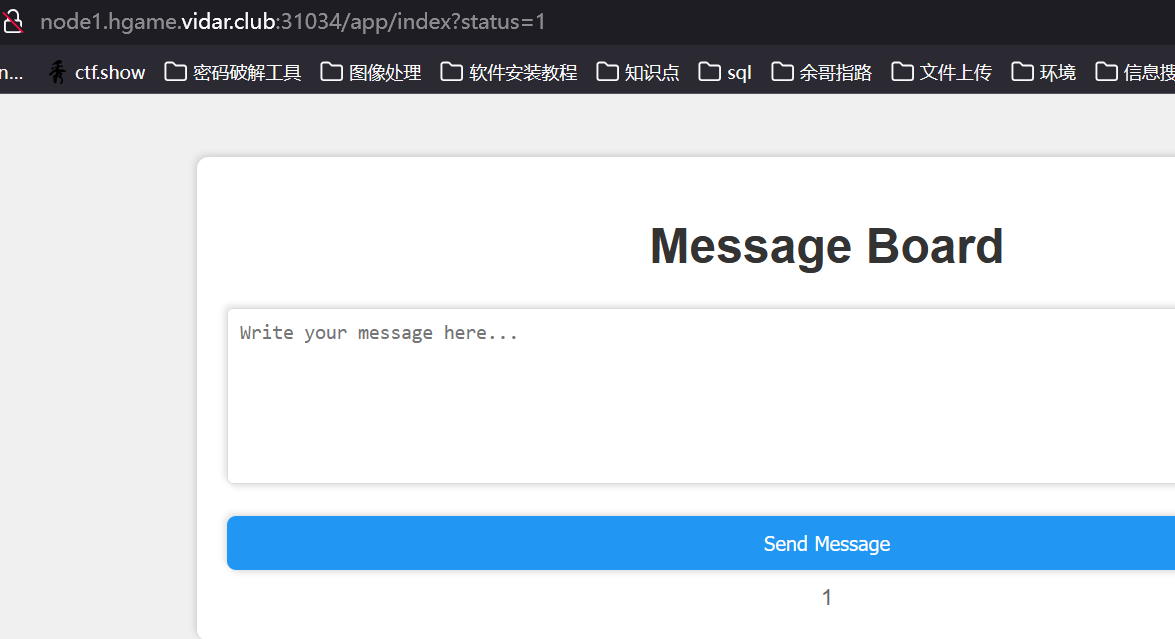 node1.hgame.vidar.club:31034/app/index?status=1
n... ctf.show 密码破解工具 图像处理 软件安装教程 知识点 sql 余哥指路 文件上传 环境 信息搜
Message Board
Write your message here...
Send Message
1